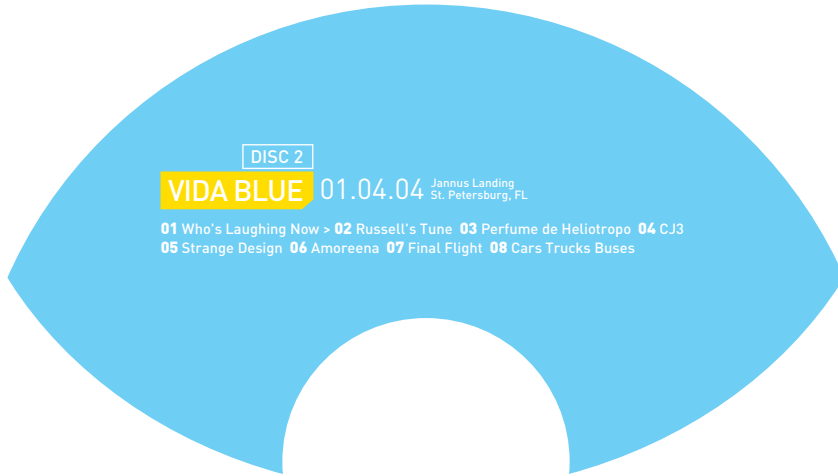 DISC 2
VIDA BLUE 01.04.04 Jannus Landing
St. Petersburg, FL
01 Who's Laughing Now > 02 Russell's Tune 03 Perfume de Heliotropo 04 CJ3
05 Strange Design 06 Amoreena 07 Final Flight 08 Cars Trucks Buses